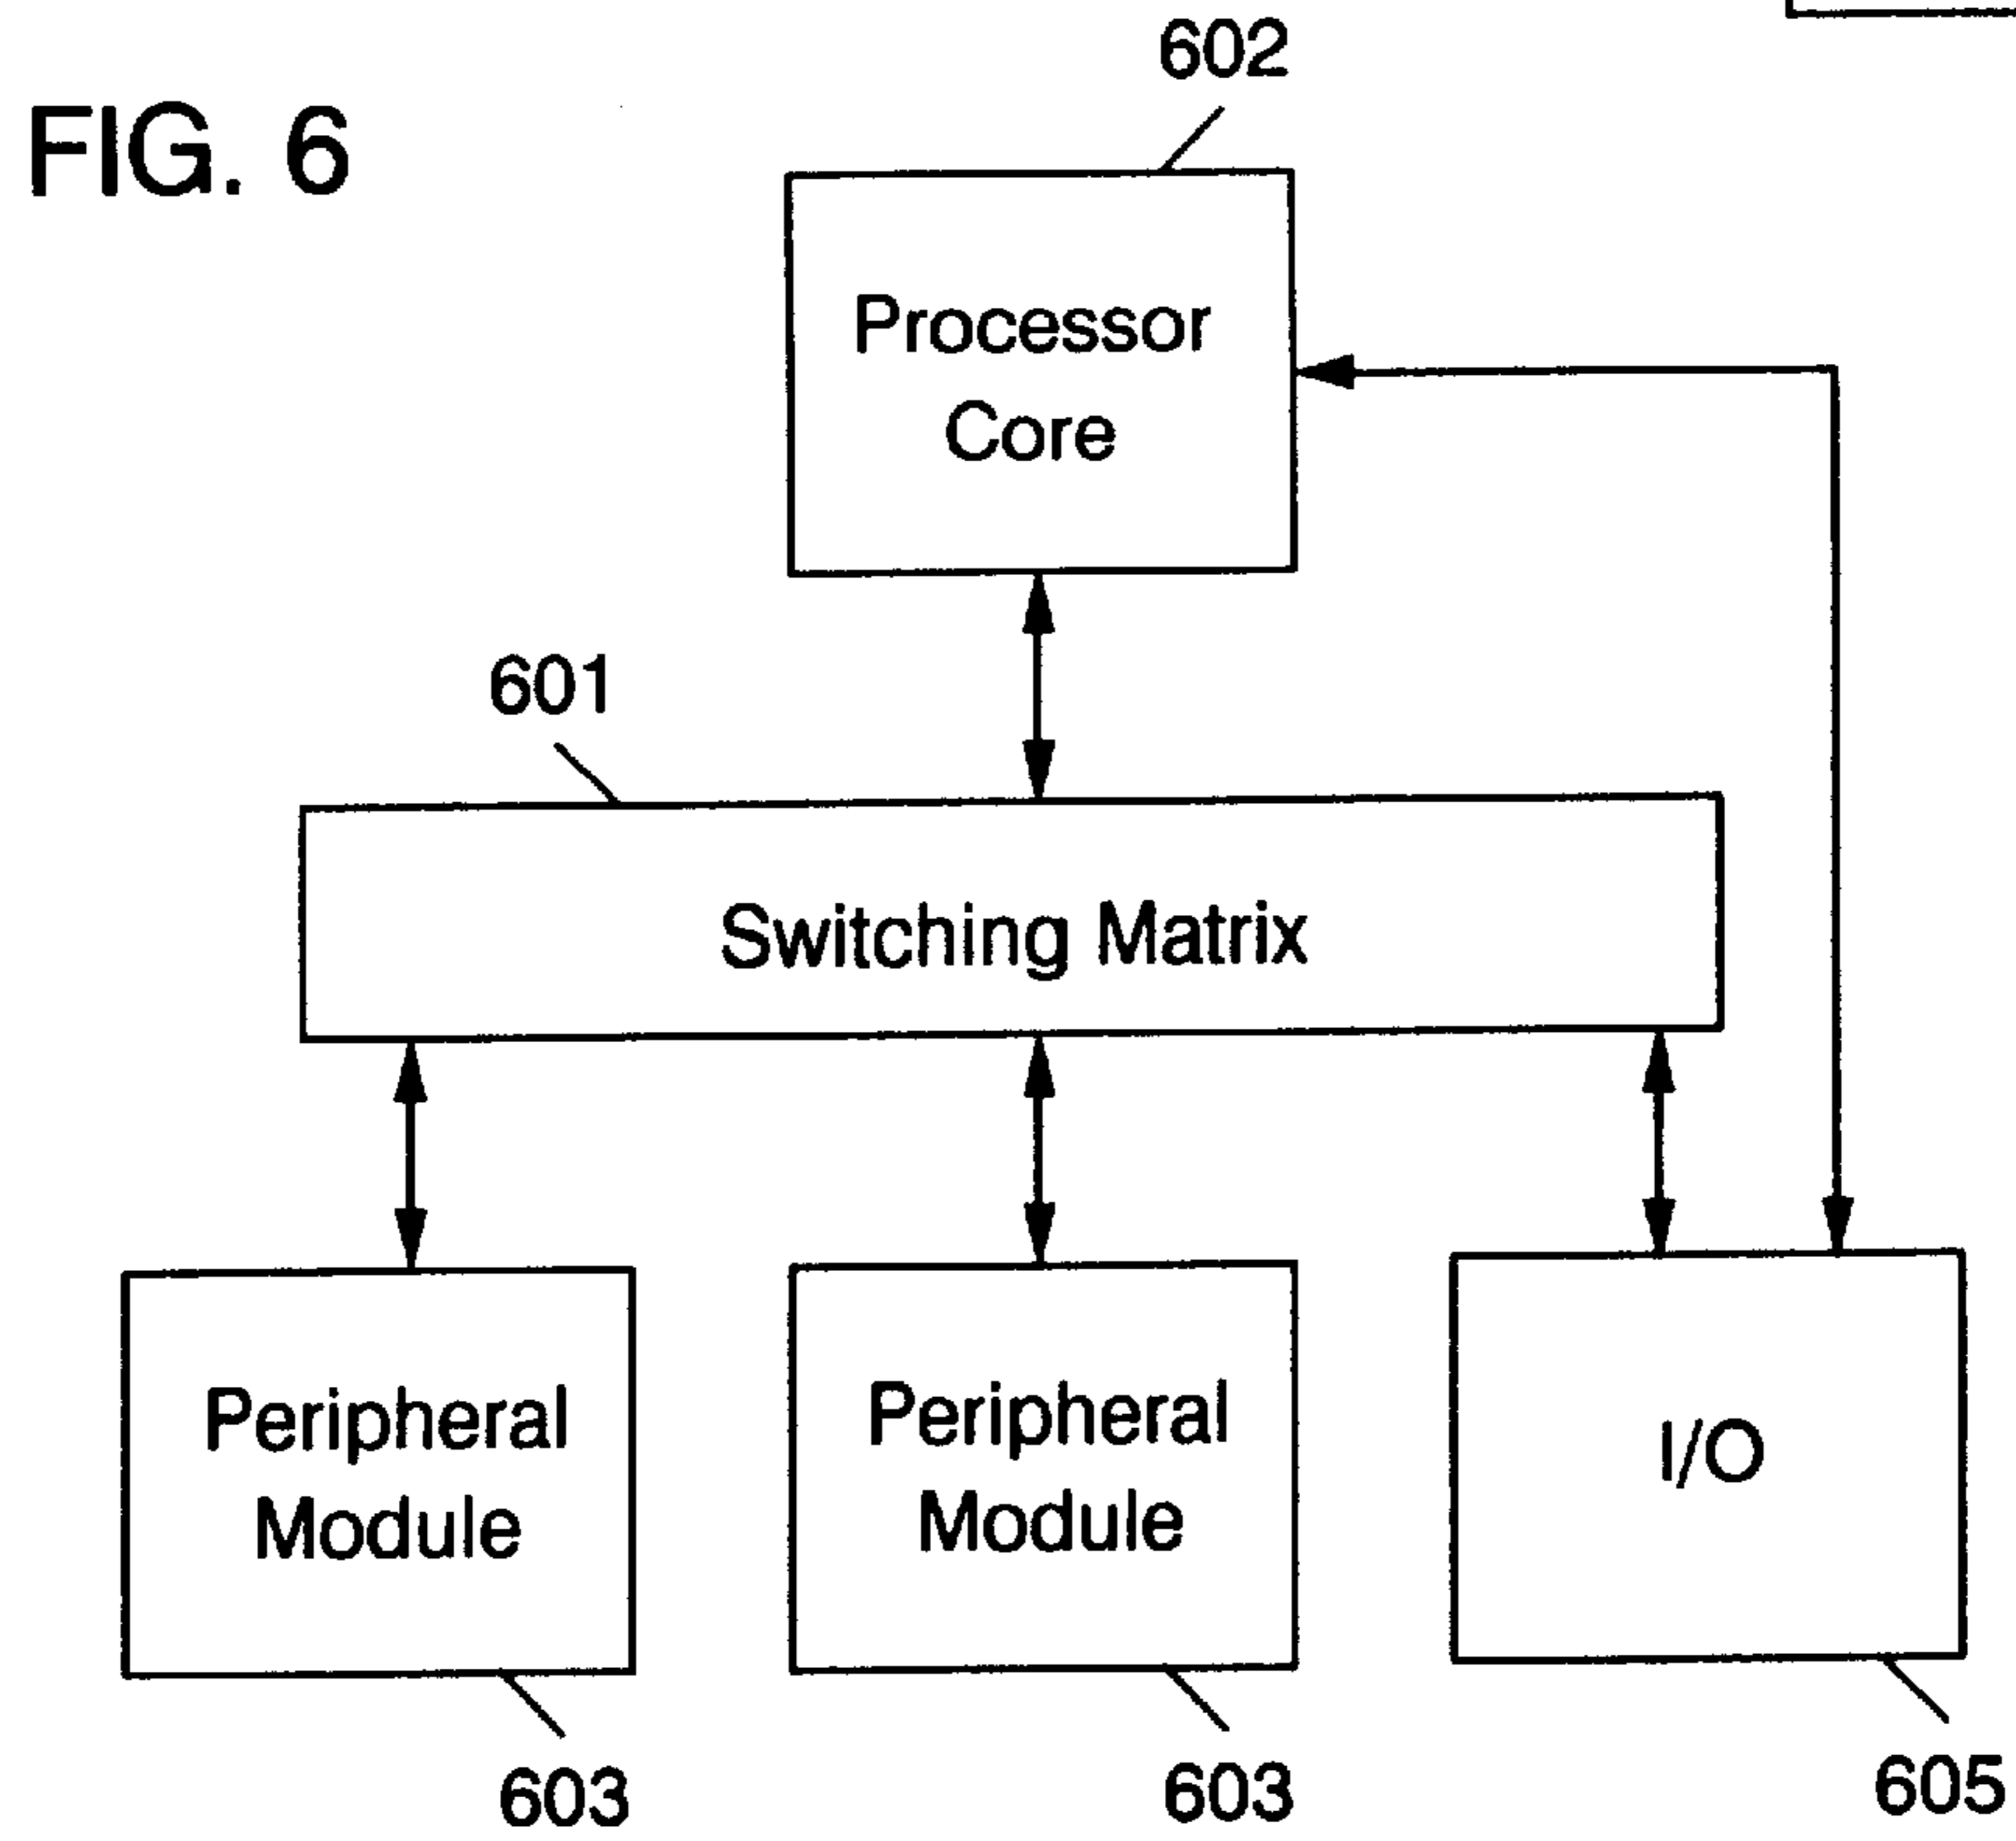 602
FIG. 6
Processor
Core
601
Switching Matrix
Peripheral
Module
Peripheral
Module
I/O
603
603
605